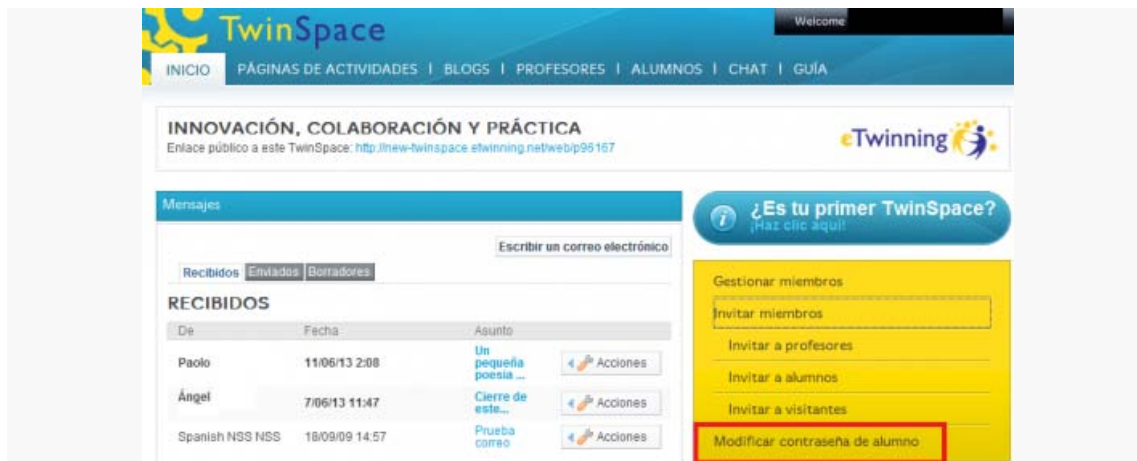 TwinSpace
Welcome
INICIO PÁGINAS DE ACTIVIDADES | BLOGS | PROFESORES | ALUMNOS | CHAT | GUÍA
INNOVACIÓN, COLABORACIÓN Y PRÁCTICA
Enlace público a este TwinSpace: http://new-twinspace.etwinning.net/web/p96167
eTwinning
Mensajes
¿Es tu primer TwinSpace?
¡Haz clic aquí!
Escribir un correo electrónico
Recibidos Enviados Borradores
RECIBIDOS
De Fecha Asunto
Paolo 11/06/13 2:08 Un pequeña poesia ... Acciones
Ángel 7/06/13 11:47 Cierre de este... Acciones
Spanish NSS NSS 18/09/09 14:57 Prueba correo Acciones
Gestionar miembros
Invitar miembros
Invitar a profesores
Invitar a alumnos
Invitar a visitantes
Modificar contraseña de alumno